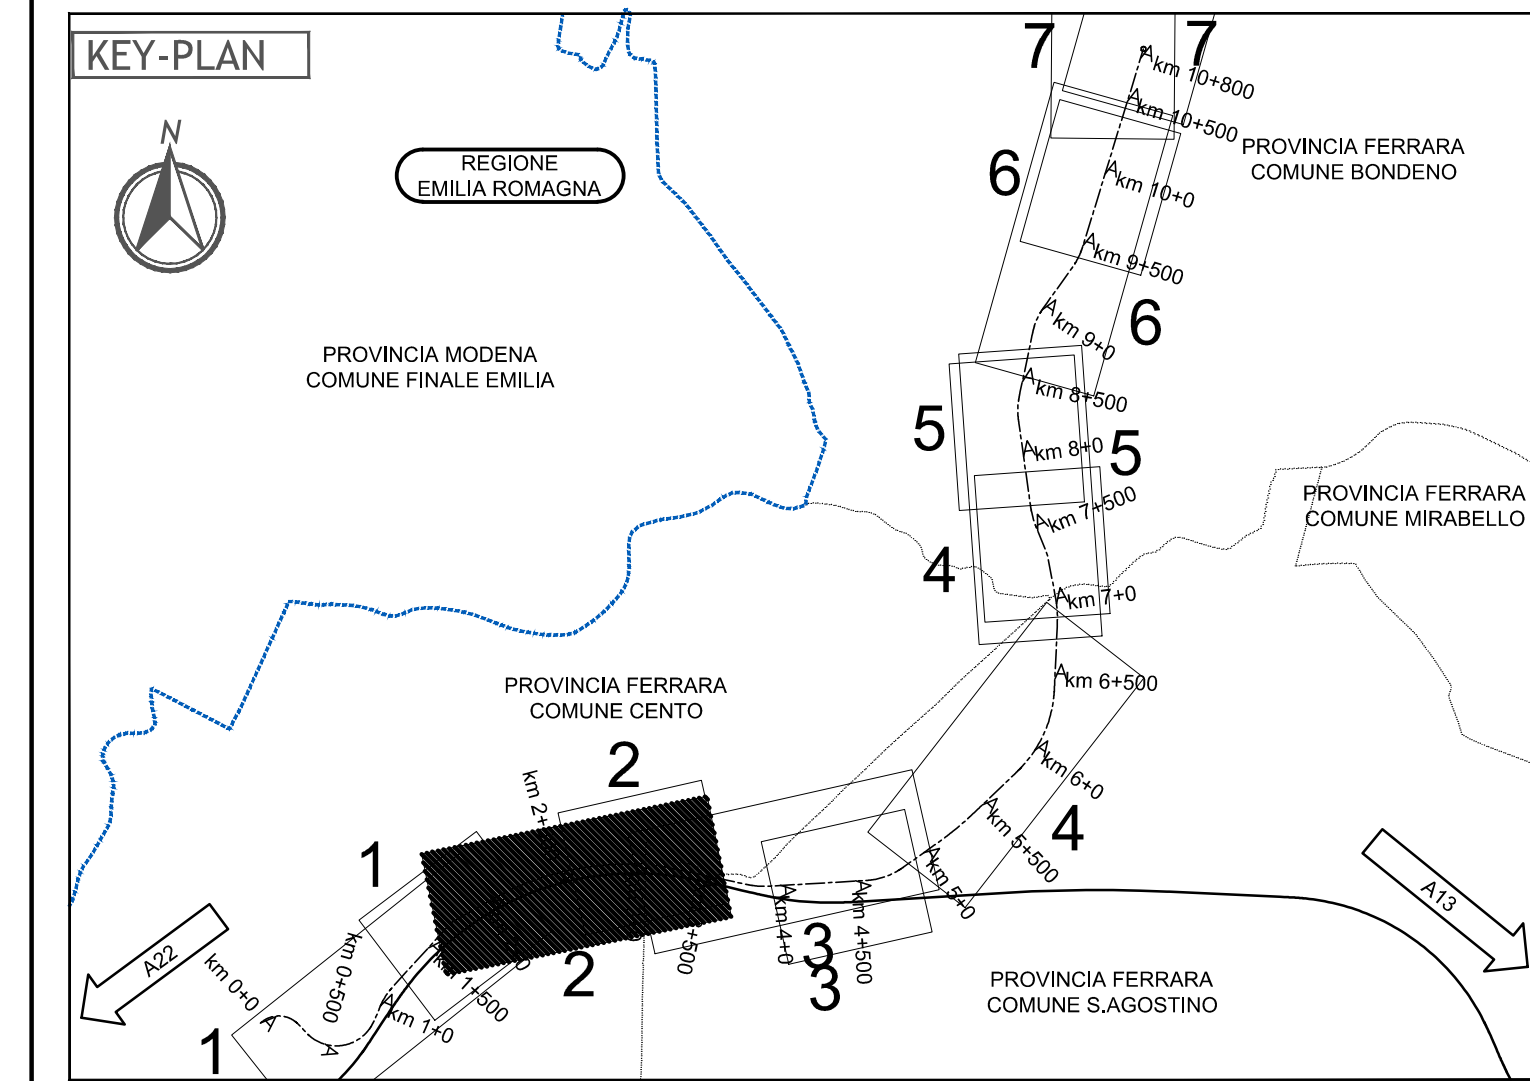 KEY-PLAN
N
REGIONE
EMILIA ROMAGNA
7
7
km 10+800
km 10+500
PROVINCIA FERRARA
COMUNE BONDENO
6
km 10+0
km 9+500
6
km 9+0
PROVINCIA MODENA
COMUNE FINALE EMILIA
km 8+500
5
km 8+0
5
km 7+500
PROVINCIA FERRARA
COMUNE MIRABELLO
4
km 7+0
km 6+500
PROVINCIA FERRARA
COMUNE CENTO
km 6+0
2
km 5+500
4
1
km 5+0
A13
km 4+500
km 4+0
3
3
+500
2
km 1+500
km 1+0
km 0+500
km 0+0
A22
1
PROVINCIA FERRARA
COMUNE S.AGOSTINO